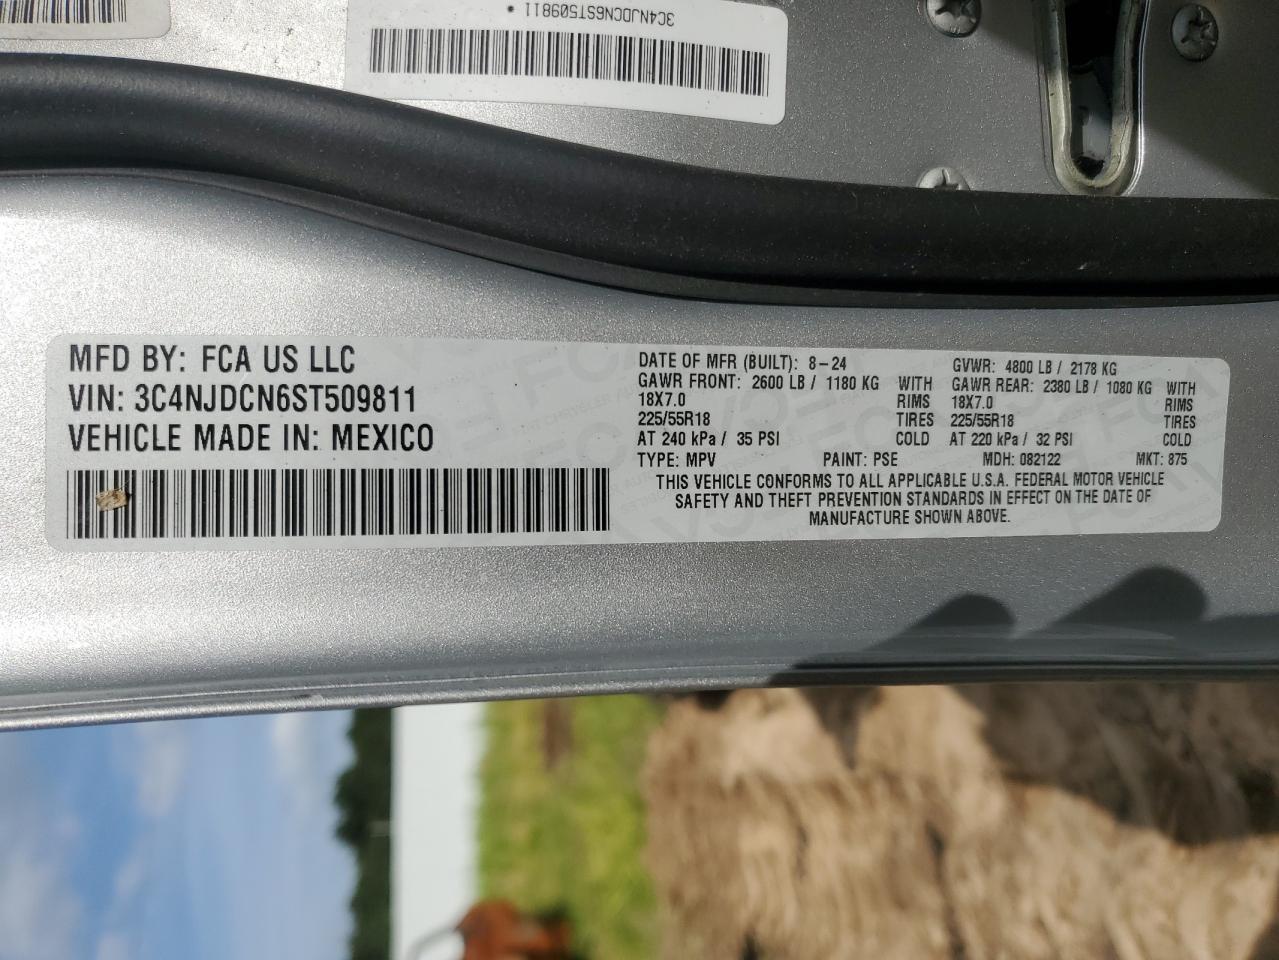 3C4NJDCN6ST509811 *
MFD BY: FCA US LLC
VIN: 3C4NJDCN6ST509811
VEHICLE MADE IN: MEXICO
DATE OF MFR (BUILT): 8-24 GVWR: 4800 LB / 2178 KG
GAWR FRONT: 2600 LB / 1180 KG WITH GAWR REAR: 2380 LB / 1080 KG WITH
18X7.0 RIMS 18X7.0 RIMS
225/55R18 TIRES 225/55R18 TIRES
AT 240 kPa / 35 PSI COLD AT 220 kPa / 32 PSI COLD
TYPE: MPV PAINT: PSE MDH: 082122 MKT: 875
THIS VEHICLE CONFORMS TO ALL APPLICABLE U.S.A. FEDERAL MOTOR VEHICLE
SAFETY AND THEFT PREVENTION STANDARDS IN EFFECT ON THE DATE OF
MANUFACTURE SHOWN ABOVE.